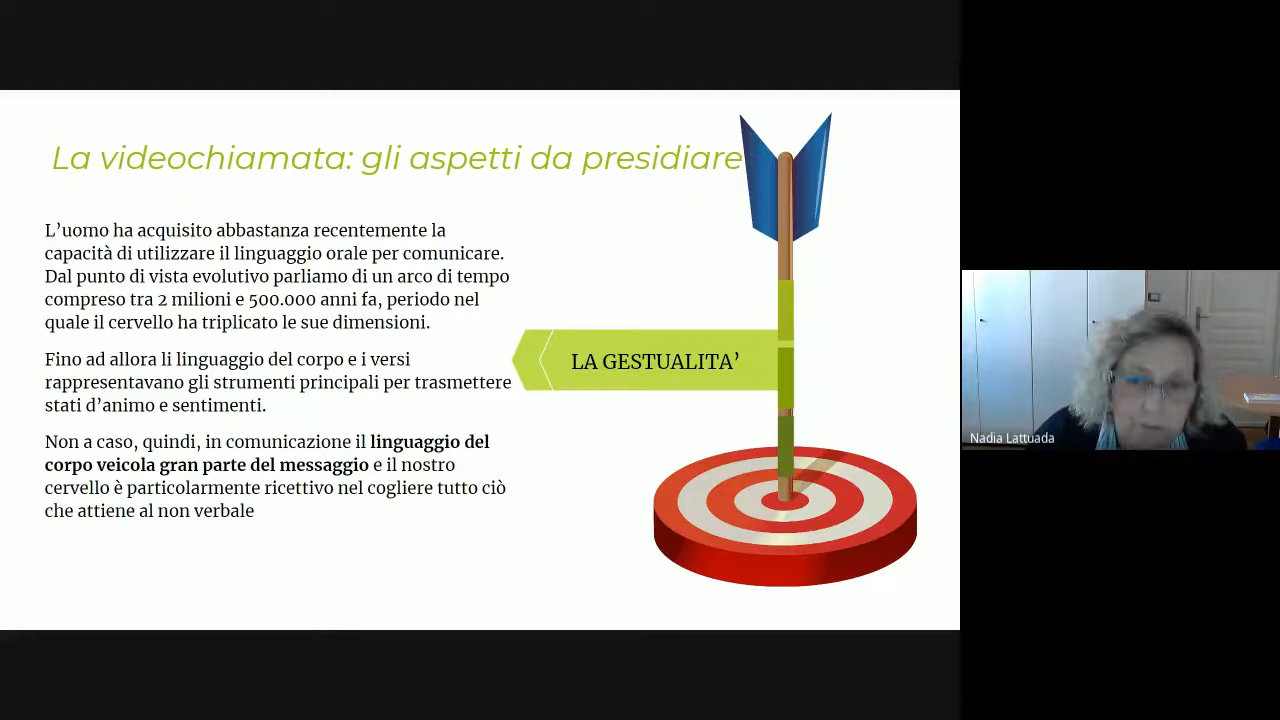 La videochiamata: gli aspetti da presidiare
L’uomo ha acquisito abbastanza recentemente la
capacità di utilizzare il linguaggio orale per comunicare.
Dal punto di vista evolutivo parliamo di un arco di tempo
compreso tra 2 milioni e 500.000 anni fa, periodo nel
quale il cervello ha triplicato le sue dimensioni.
Fino ad allora li linguaggio del corpo e i versi
rappresentavano gli strumenti principali per trasmettere
stati d’animo e sentimenti.
Non a caso, quindi, in comunicazione il linguaggio del
corpo veicola gran parte del messaggio e il nostro
cervello è particolarmente ricettivo nel cogliere tutto ciò
che attiene al non verbale
LA GESTUALITA’
Nadia Lattuada